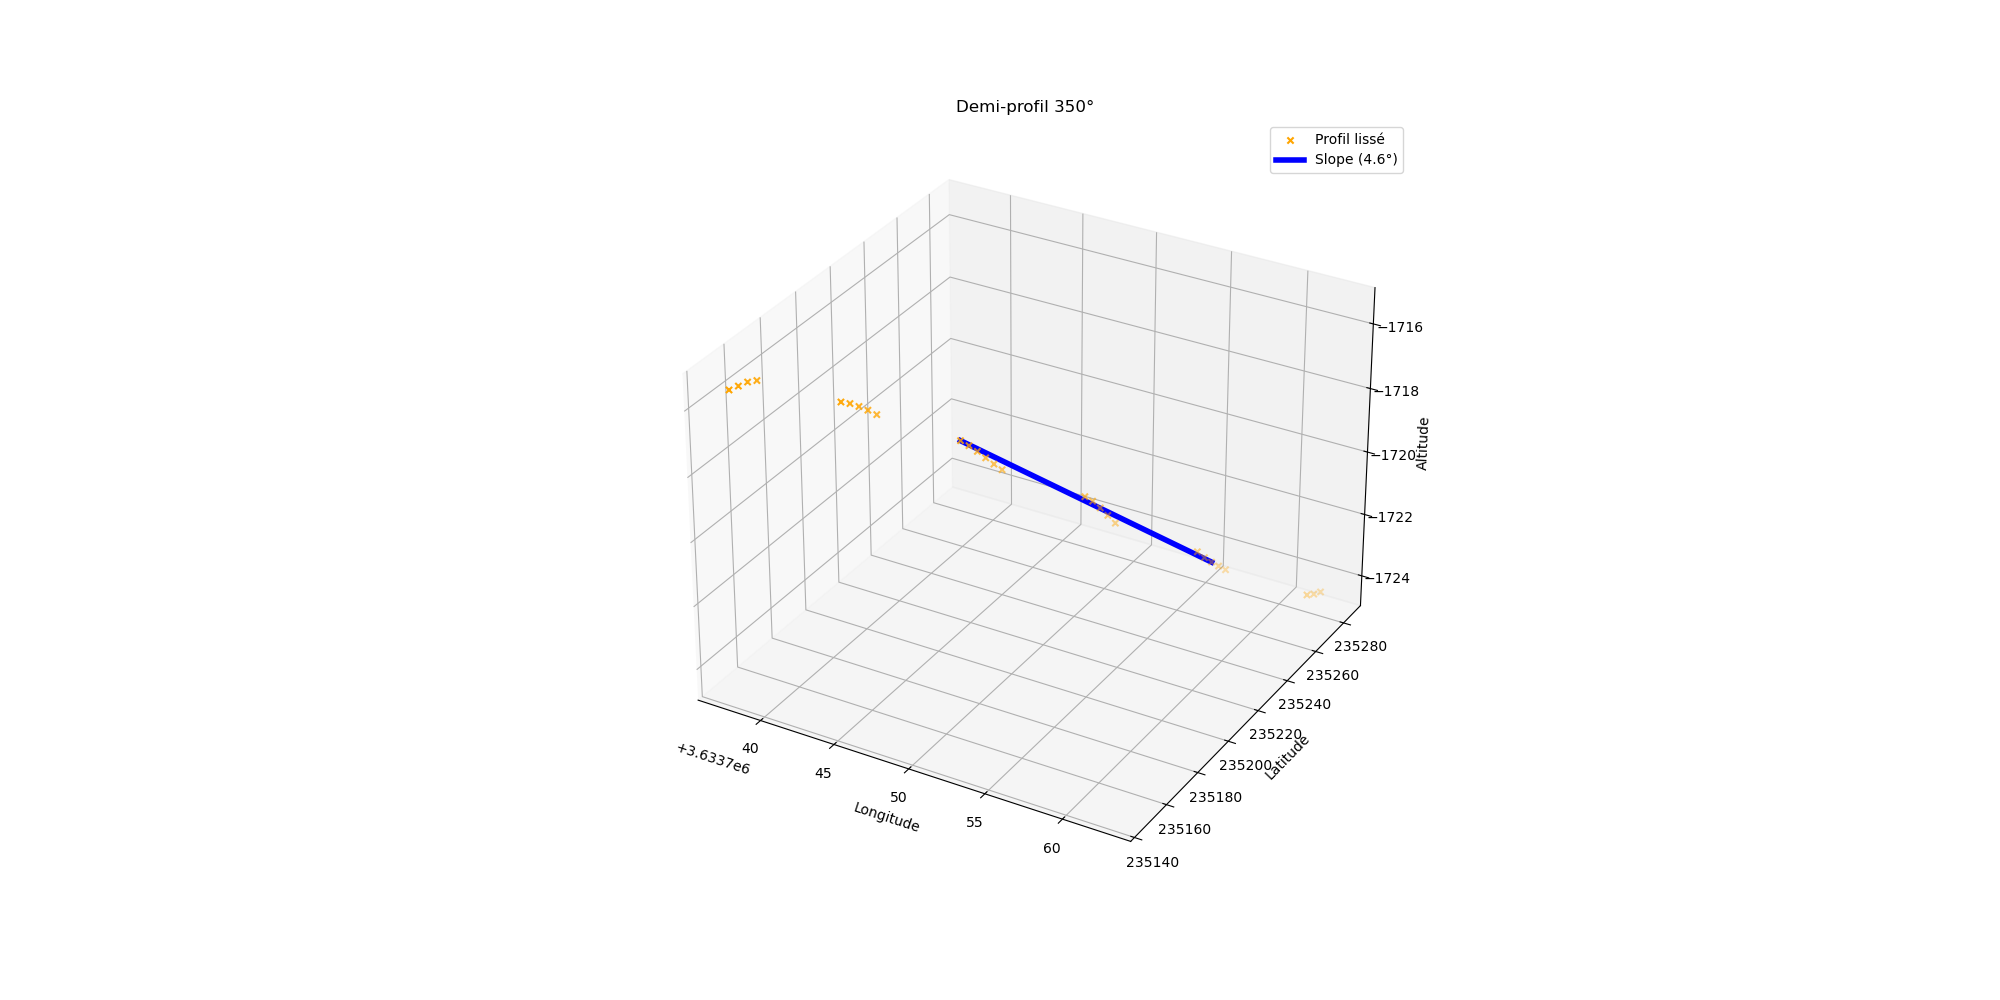 Demi-profil 350°
Profil lissé
Slope (4.6°)
−1716
−1718
−1720
−1722
−1724
Altitude
235280
235260
235240
235220
235200
235180
235160
235140
Latitude
40
45
50
55
60
+3.6337e6
Longitude